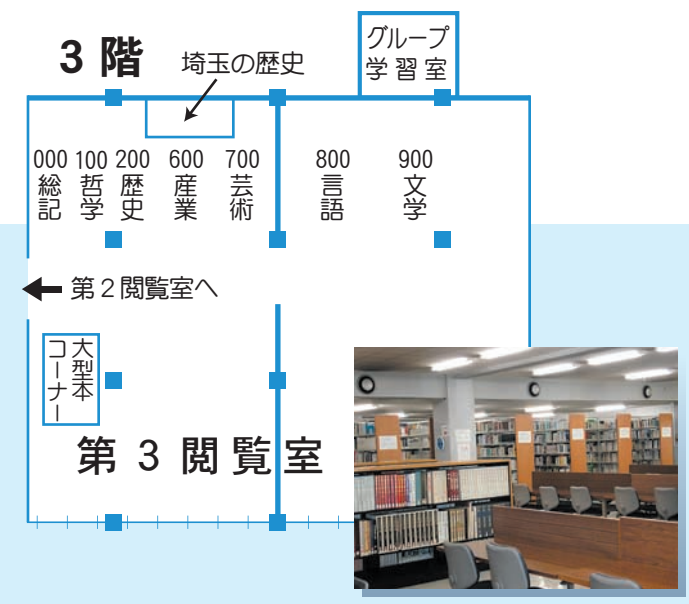 3階
埼玉の歴史
グループ
学習室
000 総記
100 哲学
200 歴史
600 産業
700 芸術
800 言語
900 文学
第2閲覧室へ
大型本
コーナー
第3閲覧室